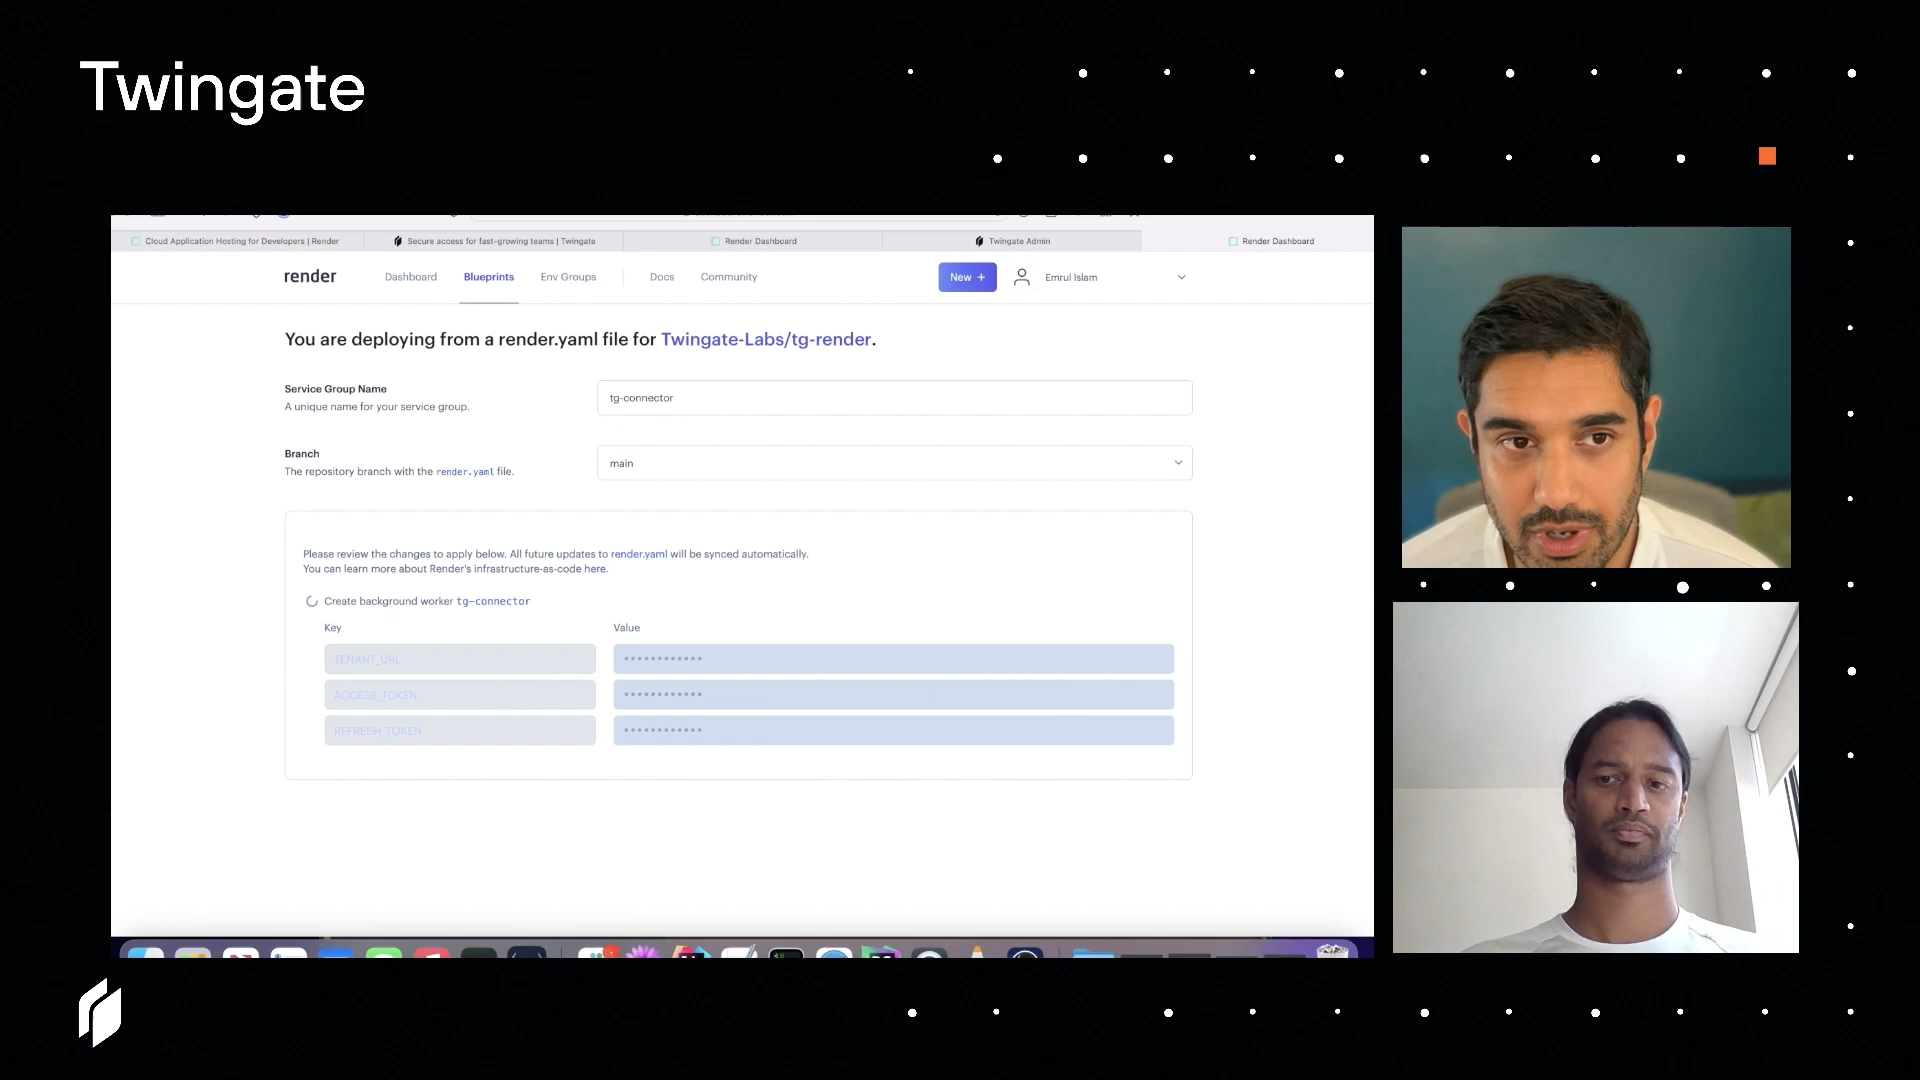 Twingate
Cloud Application Hosting for Developers | Render
Secure access for fast-growing teams | Twingate
Render Dashboard
Twingate Admin
Render Dashboard
render
Dashboard
Blueprints
Env Groups
Docs
Community
New +
Emrul Islam
You are deploying from a render.yaml file for Twingate-Labs/tg-render.
Service Group Name
A unique name for your service group.
tg-connector
Branch
The repository branch with the render.yaml file.
main
Please review the changes to apply below. All future updates to render.yaml will be synced automatically.
You can learn more about Render's infrastructure-as-code here.
Create background worker tg-connector
Key
Value
TENANT_URL
••••••••••••
ACCESS_TOKEN
••••••••••••
REFRESH_TOKEN
••••••••••••